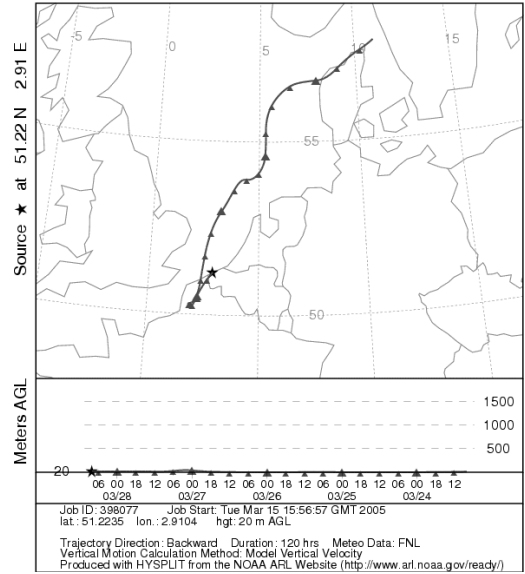 -5 0 5 10 15
55
50
Source ★ at 51.22 N 2.91 E
Meters AGL
1500
1000
500
20
06 00 18 12 06 00 18 12 06 00 18 12 06 00 18 12 06 00 18 12
03/28 03/27 03/26 03/25 03/24
Job ID: 398077 Job Start: Tue Mar 15 15:56:57 GMT 2005
lat.: 51.2235 lon.: 2.9104 hgt: 20 m AGL
Trajectory Direction: Backward Duration: 120 hrs Meteo Data: FNL
Vertical Motion Calculation Method: Model Vertical Velocity
Produced with HYSPLIT from the NOAA ARL Website (http://www.arl.noaa.gov/ready/)